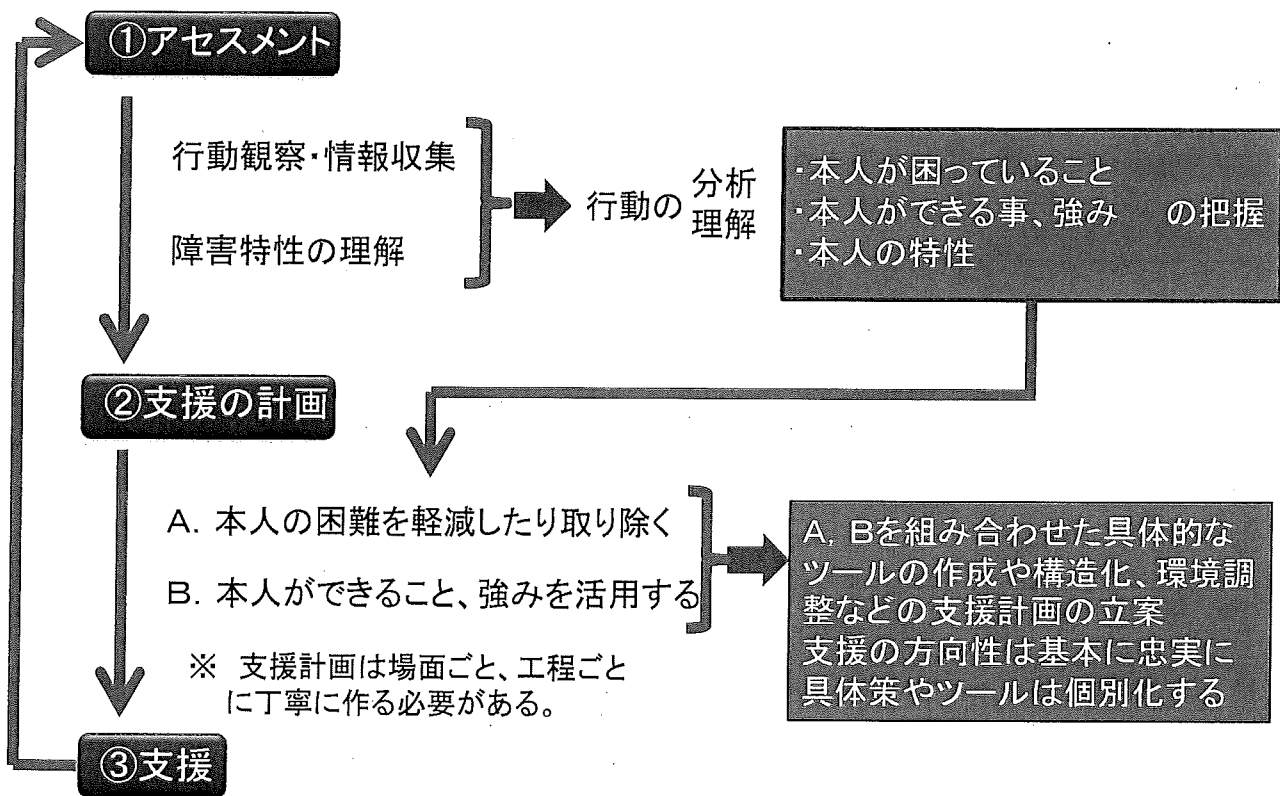 ①アセスメント
行動観察・情報収集
障害特性の理解
行動の
分析
理解
・本人が困っていること
・本人ができる事、強み　の把握
・本人の特性
②支援の計画
A. 本人の困難を軽減したり取り除く
B. 本人ができること、強みを活用する
※ 支援計画は場面ごと、工程ごと
に丁寧に作る必要がある。
A, Bを組み合わせた具体的な
ツールの作成や構造化、環境調
整などの支援計画の立案
支援の方向性は基本に忠実に
具体策やツールは個別化する
③支援